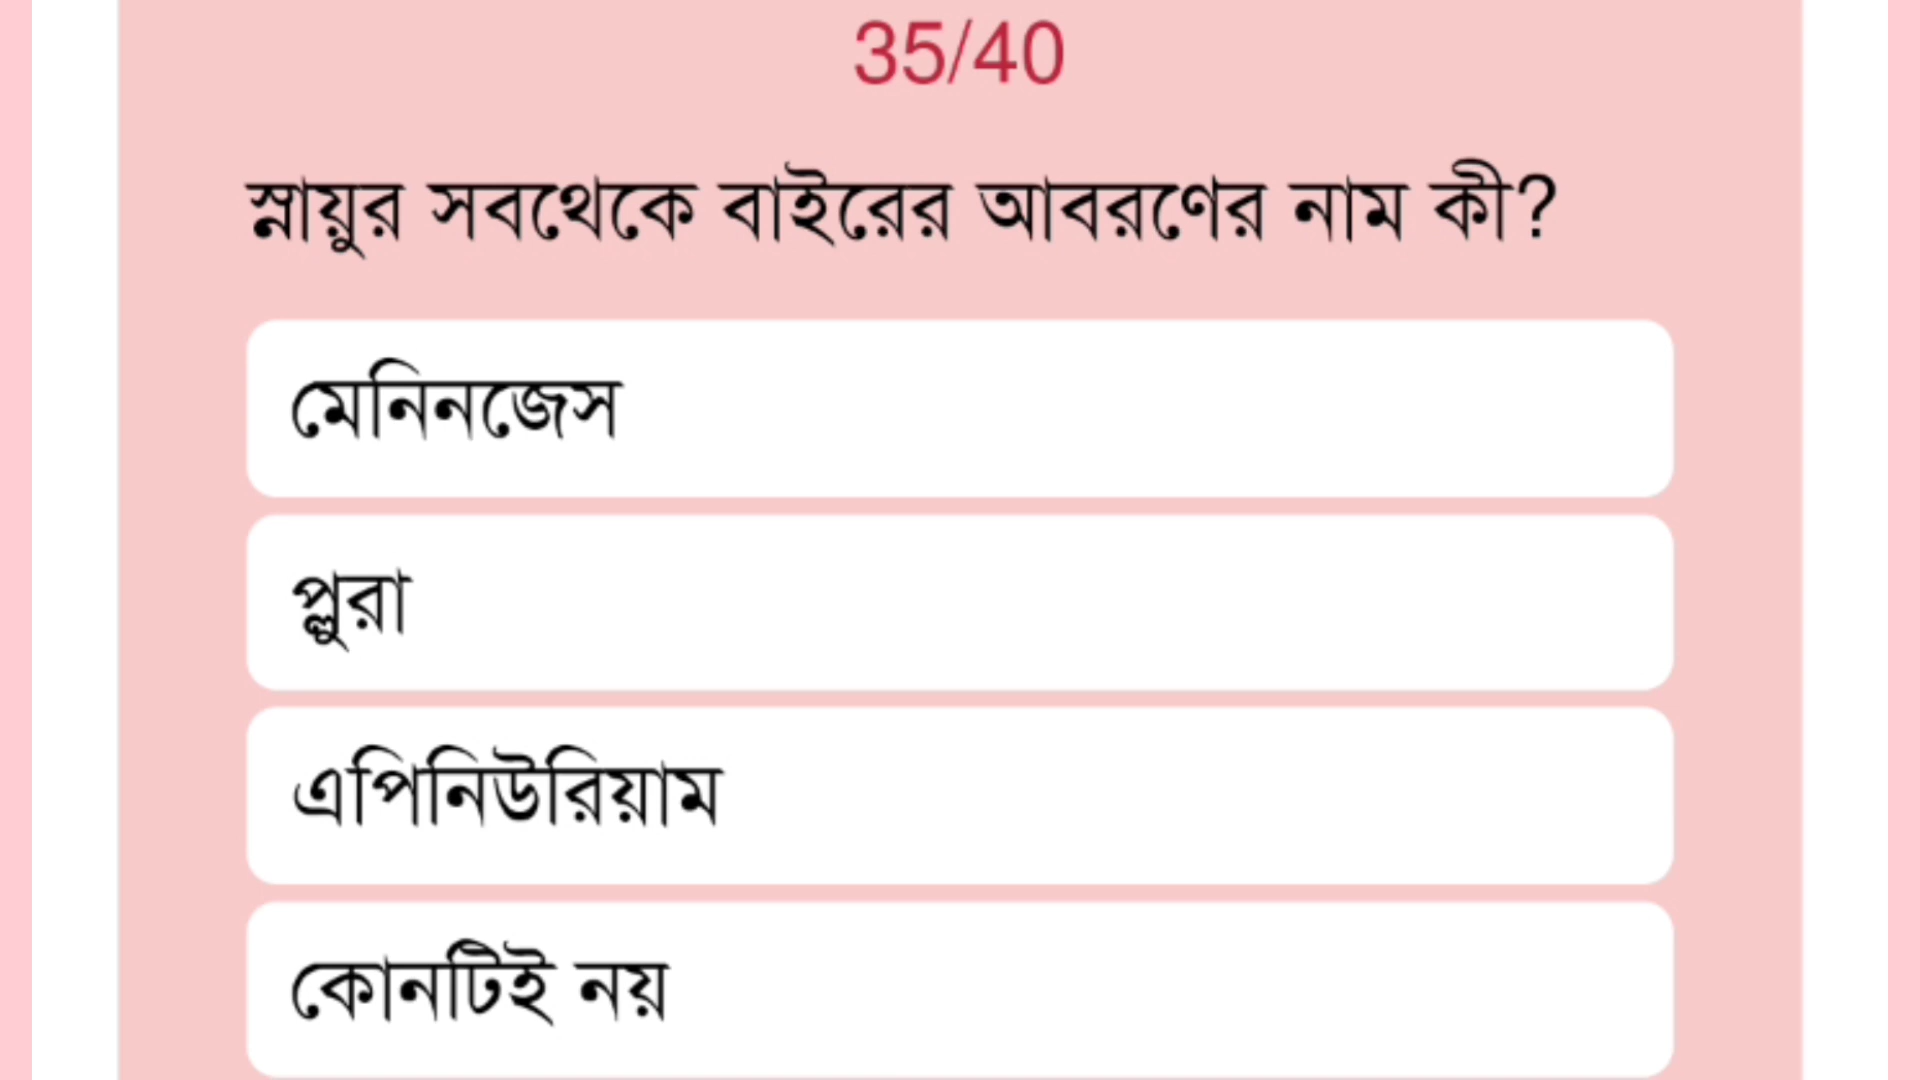 35/40
স্নায়ুর সবথেকে বাইরের আবরণের নাম কী?
মেনিনজেস
প্লুরা
এপিনিউরিয়াম
কোনটিই নয়